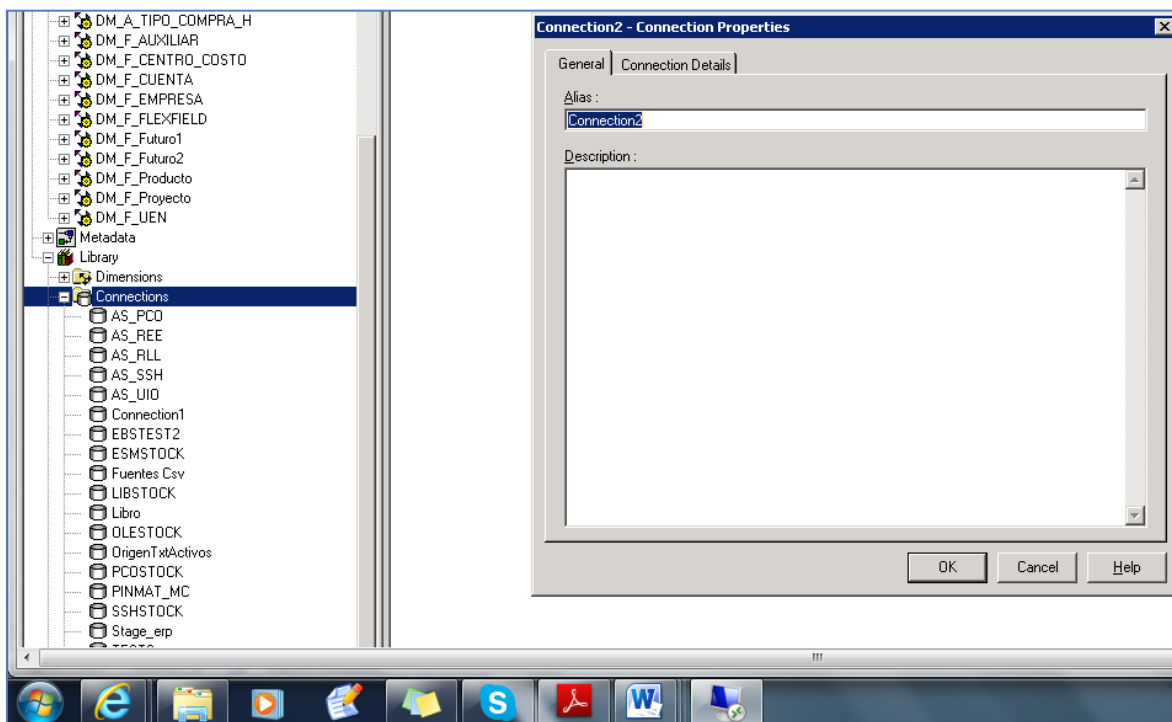 DM_A_TIPO_COMPRA_H
DM_F_AUXILIAR
DM_F_CENTRO_COSTO
DM_F_CUENTA
DM_F_EMPRESA
DM_F_FLEXFIELD
DM_F_Futuro1
DM_F_Futuro2
DM_F_Producto
DM_F_Proyecto
DM_F_UEN
Metadata
Library
Dimensions
Connections
AS_PCO
AS_REE
AS_RLL
AS_SSH
AS_UIO
Connection1
EBSTEST2
ESMSTOCK
Fuentes Csv
LIBSTOCK
Libro
OLESTOCK
OrigenTxtActivos
PCOSTOCK
PINMAT_MC
SSHSTOCK
Stage_erp
Connection2 - Connection Properties
General
Connection Details
Alias :
Connection2
Description :
OK
Cancel
Help